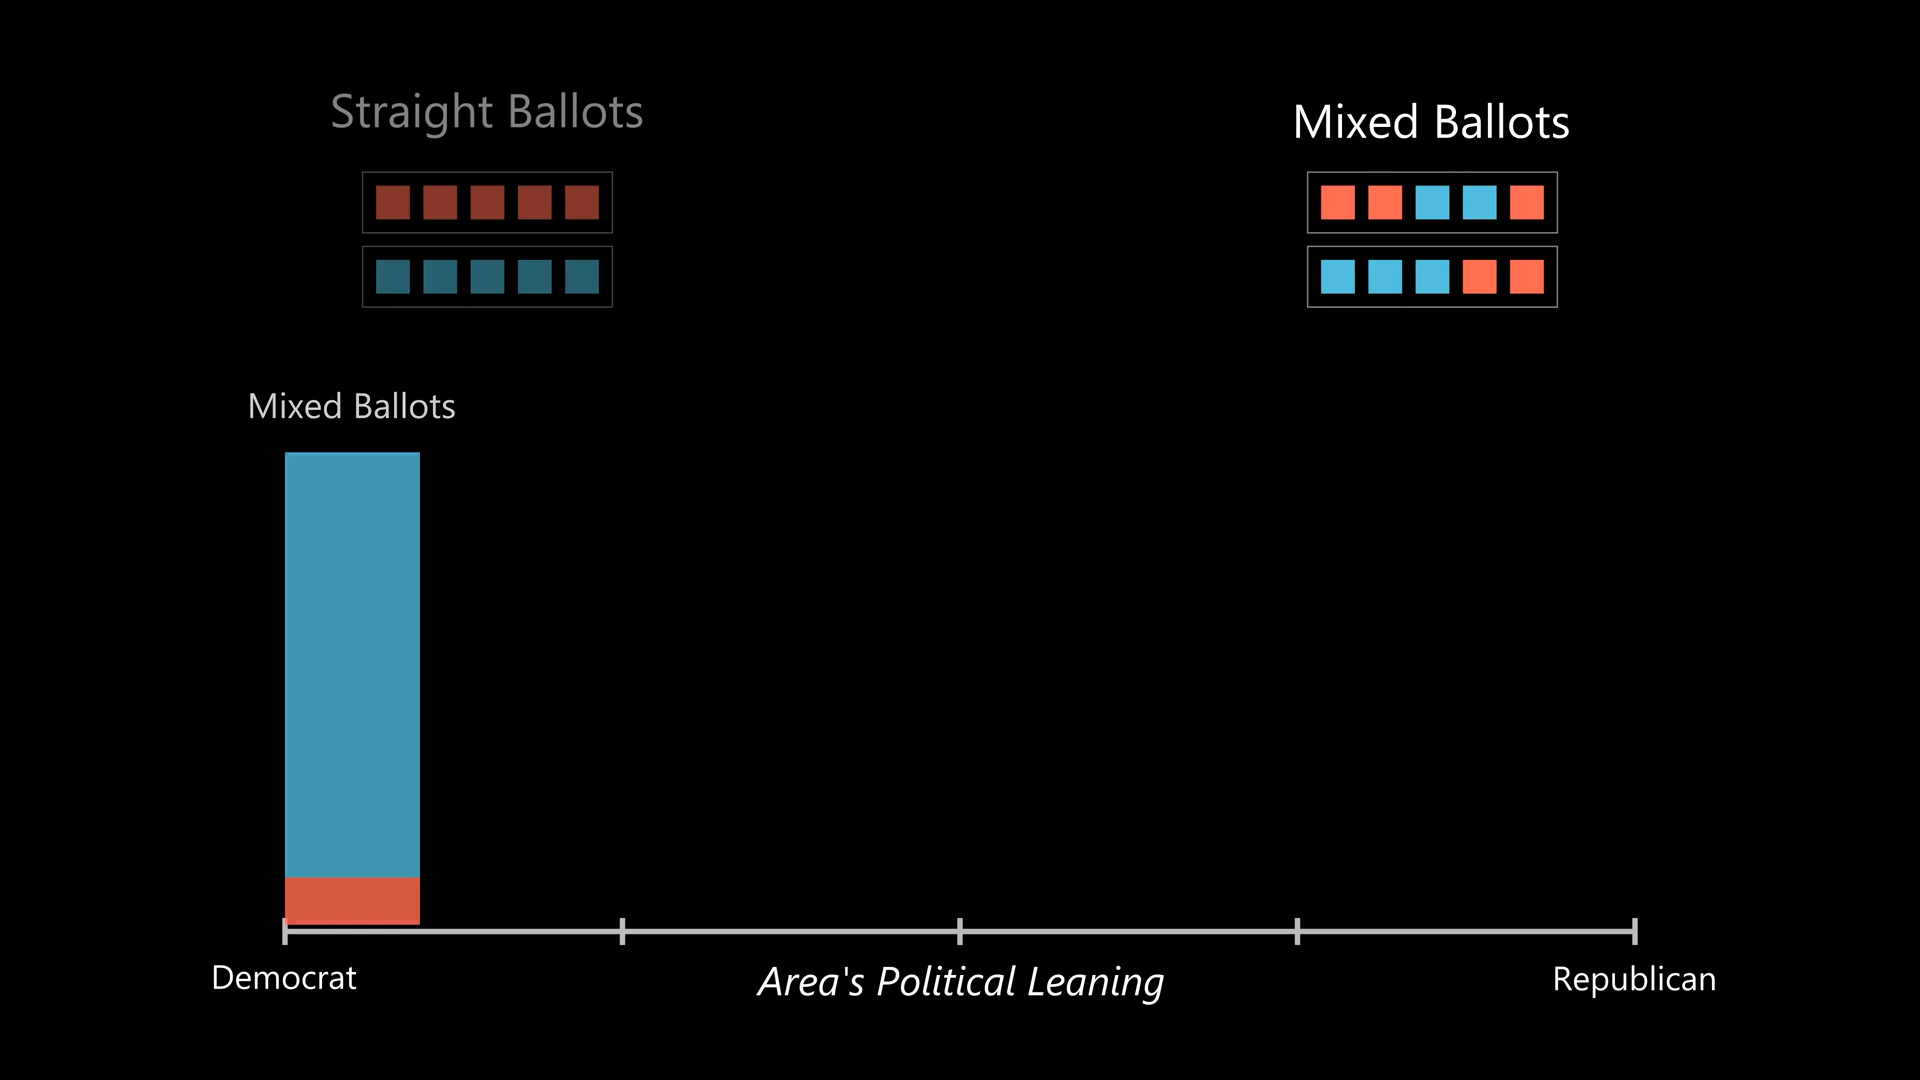 Straight Ballots
Mixed Ballots
Mixed Ballots
Democrat
Area's Political Leaning
Republican